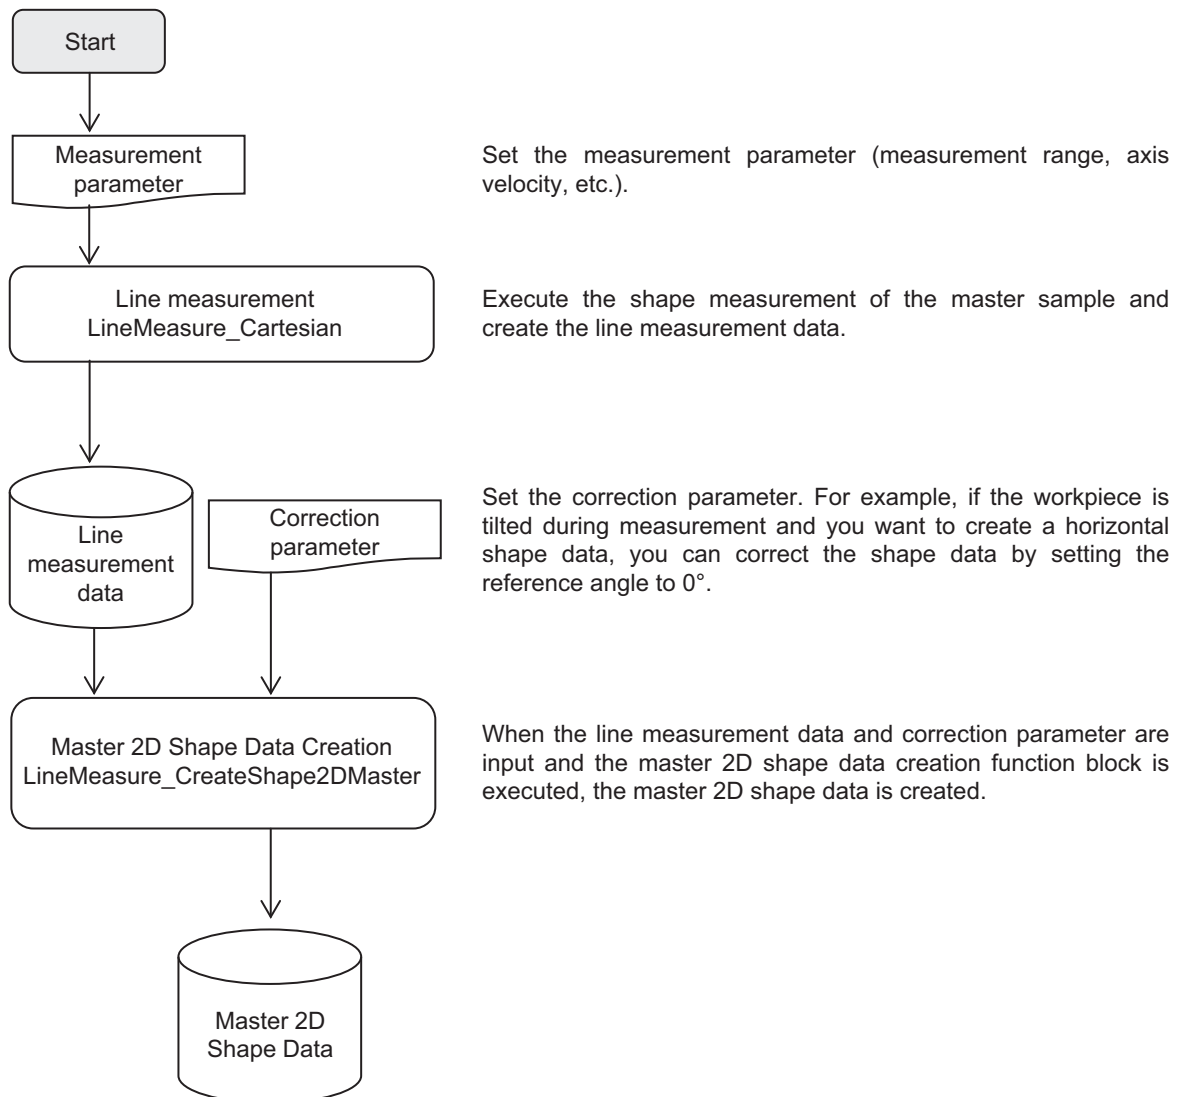 Start
Measurement
parameter
Set the measurement parameter (measurement range, axis
velocity, etc.).
Line measurement
LineMeasure_Cartesian
Execute the shape measurement of the master sample and
create the line measurement data.
Line
measurement
data
Correction
parameter
Set the correction parameter. For example, if the workpiece is
tilted during measurement and you want to create a horizontal
shape data, you can correct the shape data by setting the
reference angle to 0°.
Master 2D Shape Data Creation
LineMeasure_CreateShape2DMaster
When the line measurement data and correction parameter are
input and the master 2D shape data creation function block is
executed, the master 2D shape data is created.
Master 2D
Shape Data